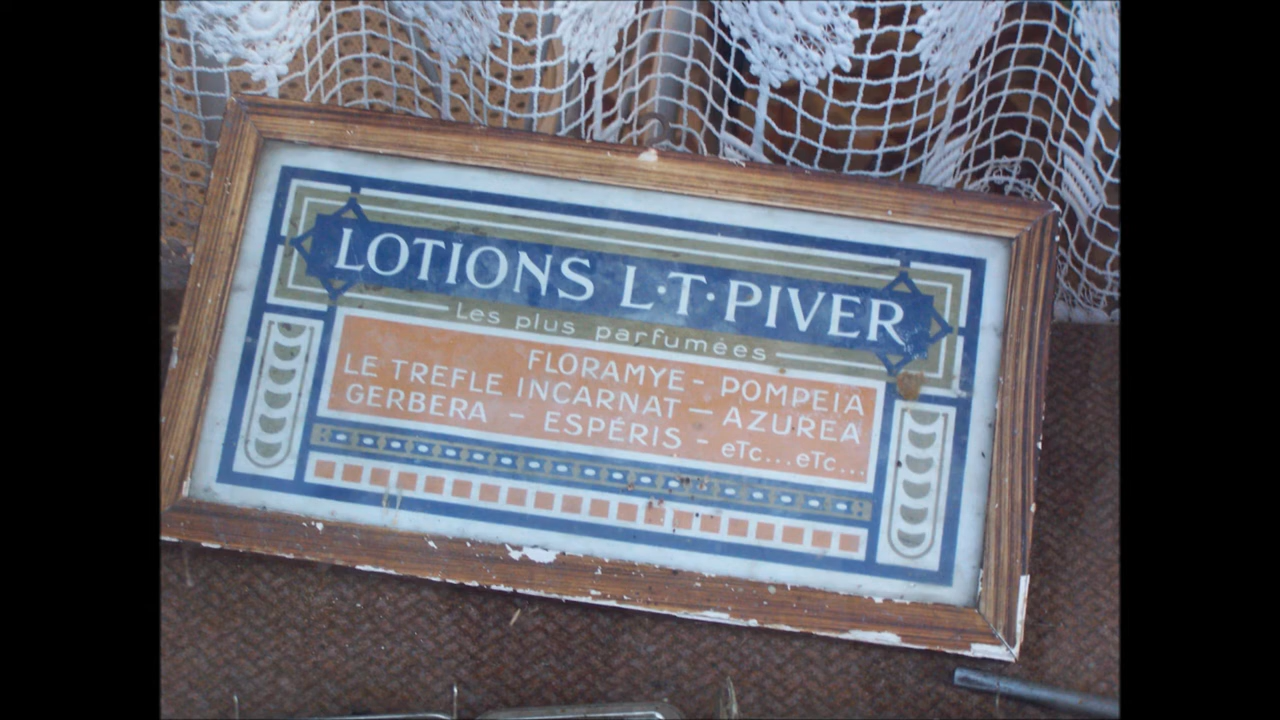 LOTIONS L·T·PIVER
Les plus parfumées
FLORAMYE - POMPEIA
LE TREFLE INCARNAT - AZUREA
GERBERA - ESPÉRIS - eTc...eTc...